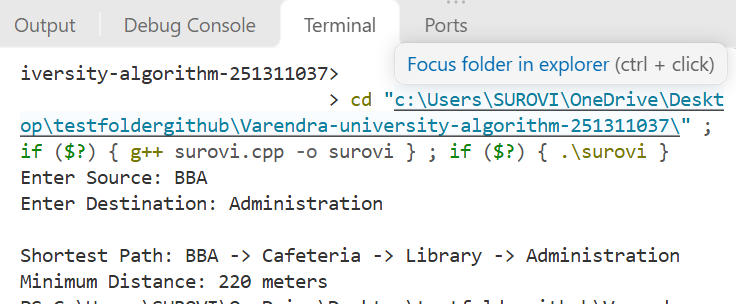 Output Debug Console Terminal Ports
Focus folder in explorer (ctrl + click)
iversity-algorithm-251311037>
> cd "c:\Users\SUROVI\OneDrive\Deskt
op\testfoldergithub\Varendra-university-algorithm-251311037\" ;
if ($?) { g++ surovi.cpp -o surovi } ; if ($?) { .\surovi }
Enter Source: BBA
Enter Destination: Administration
Shortest Path: BBA -> Cafeteria -> Library -> Administration
Minimum Distance: 220 meters